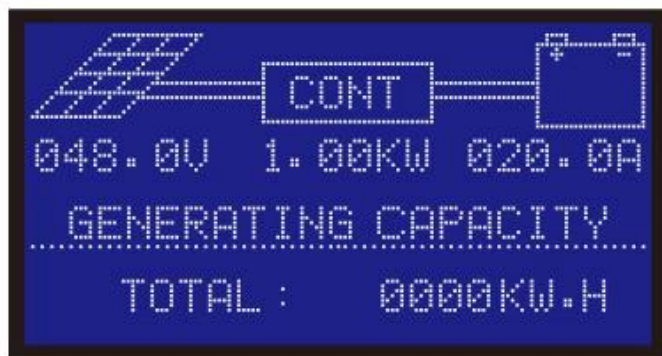 CONT
048.0V 1.00KW 020.0A
GENERATING CAPACITY
TOTAL: 0000KW.H